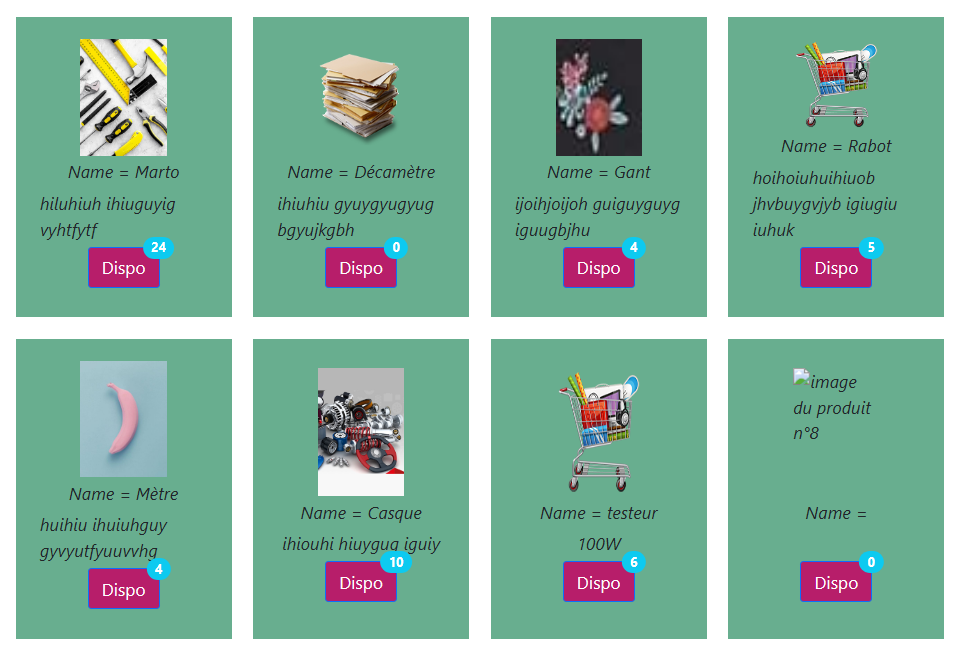 Name = Marto
hiluhiuh ihiuguyig
vyhtfytf
24
Dispo
Name = Décamètre
ihiuhiu gyuygyugyug
bgyujkgbh
0
Dispo
Name = Gant
ijoihjoijoh guiguyguyg
iguugbjhu
4
Dispo
Name = Rabot
hoihoiuhuihiuob
jhvbuygvjyb igiugiu
iuhuk
5
Dispo
Name = Mètre
huihiu ihuiuhguy
gyvyutfyuuvvhg
4
Dispo
Name = Casque
ihiouhi hiuygug iguiy
10
Dispo
Name = testeur
100W
6
Dispo
image
du produit
n°8
Name =
0
Dispo